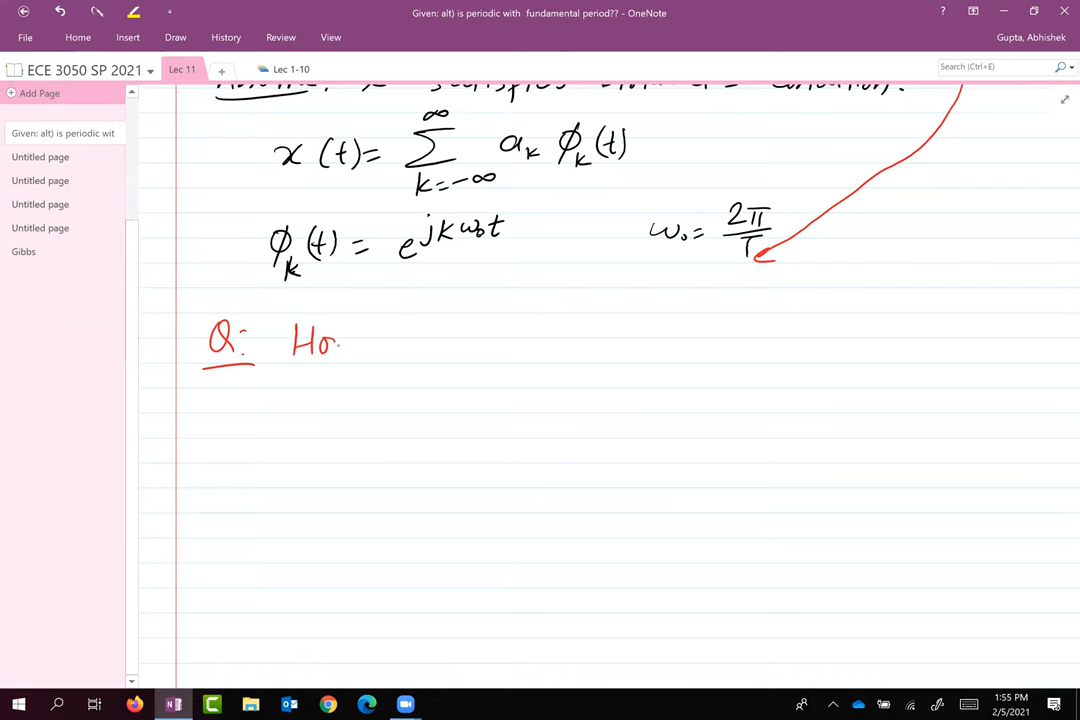 Given: alt) is periodic with fundamental period?? - OneNote
File Home Insert Draw History Review View
Gupta, Abhishek
ECE 3050 SP 2021
Lec 11
Lec 1-10
Search (Ctrl+E)
Add Page
Given: alt) is periodic wit
Untitled page
Untitled page
Untitled page
Untitled page
Gibbs
x(t) = ∑_{k=-∞}^{∞} a_k ϕ_k(t)
ϕ_k(t) = e^{jkω₀t} ω₀ = 2π/T
Q: Ho
1:55 PM
2/5/2021